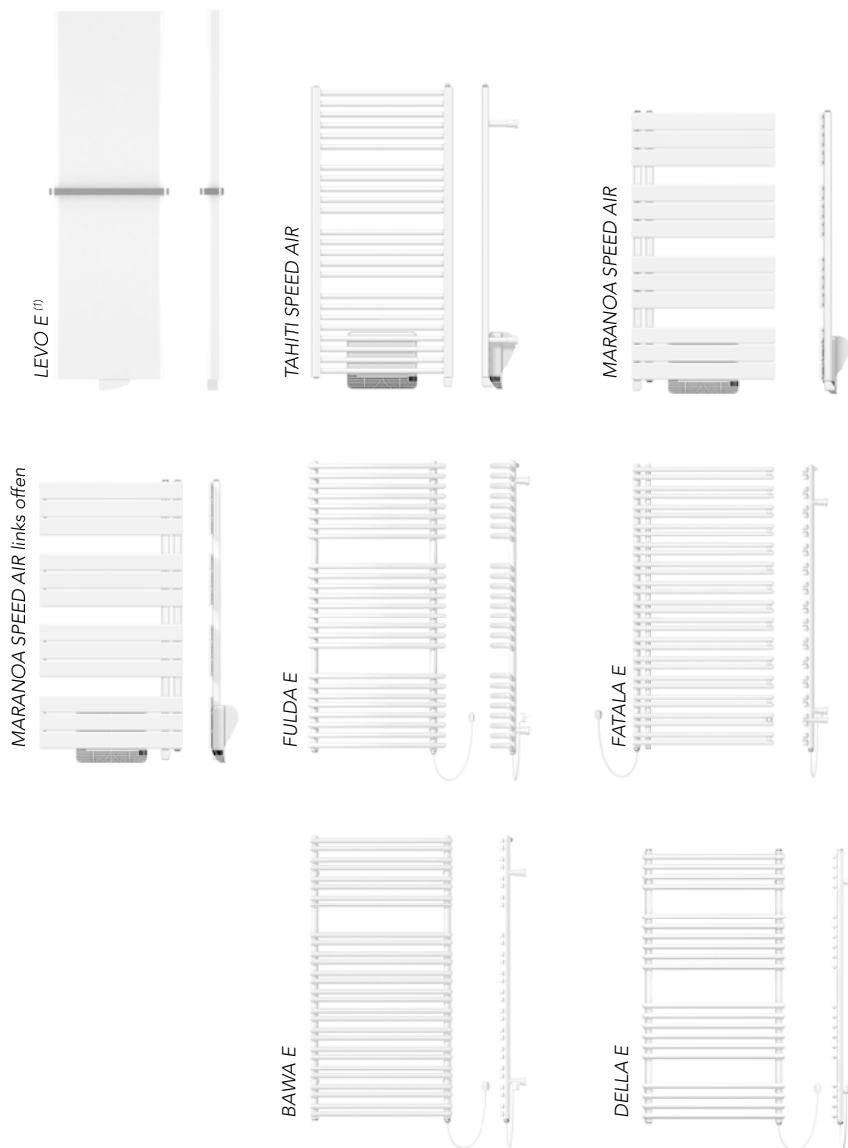 LEVO E (1)
TAHITI SPEED AIR
MARANOA SPEED AIR
MARANOA SPEED AIR links offen
FULDA E
FATALA E
BAWA E
DELLA E